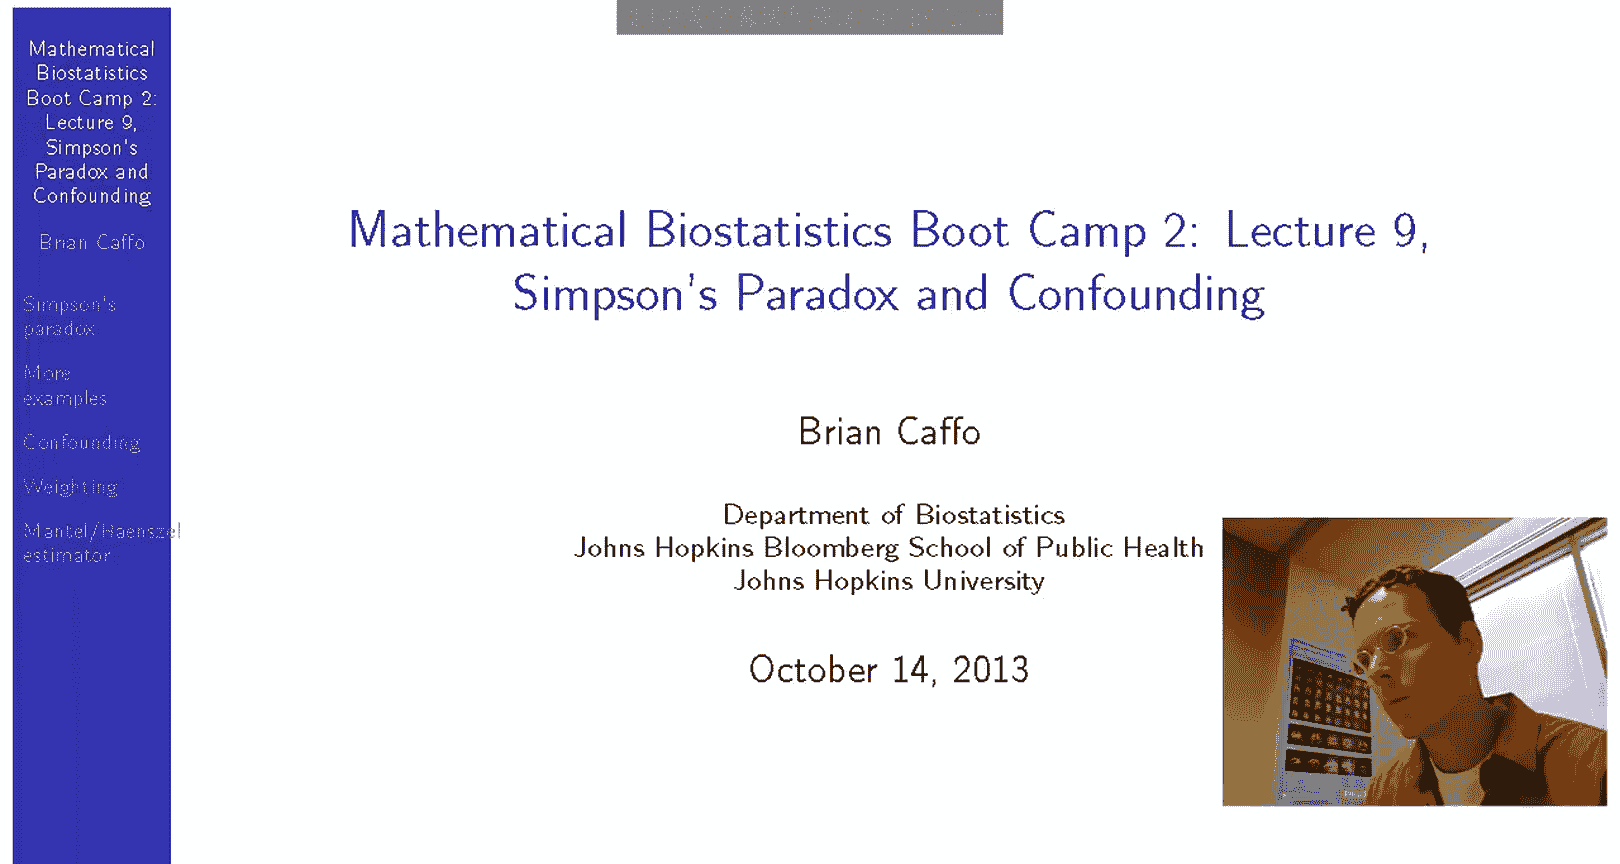 Mathematical
Biostatistics
Boot Camp 2:
Lecture 9,
Simpson's
Paradox and
Confounding
Brian Caffo
Simpson's
paradox
More
examples
Confounding
Weighting
Mantel/Haenszel
estimator
Mathematical Biostatistics Boot Camp 2: Lecture 9,
Simpson's Paradox and Confounding
Brian Caffo
Department of Biostatistics
Johns Hopkins Bloomberg School of Public Health
Johns Hopkins University
October 14, 2013